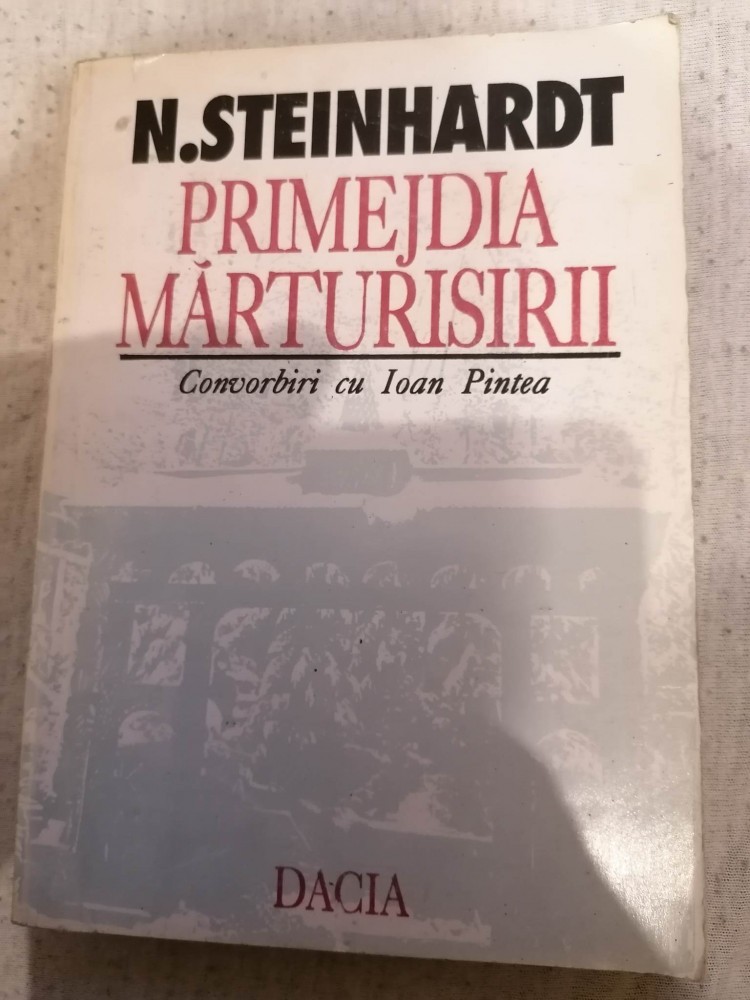 N.STEINHARDT
PRIMEJDIA
MĂRTURISIRII
Convorbiri cu Ioan Pintea
DACIA